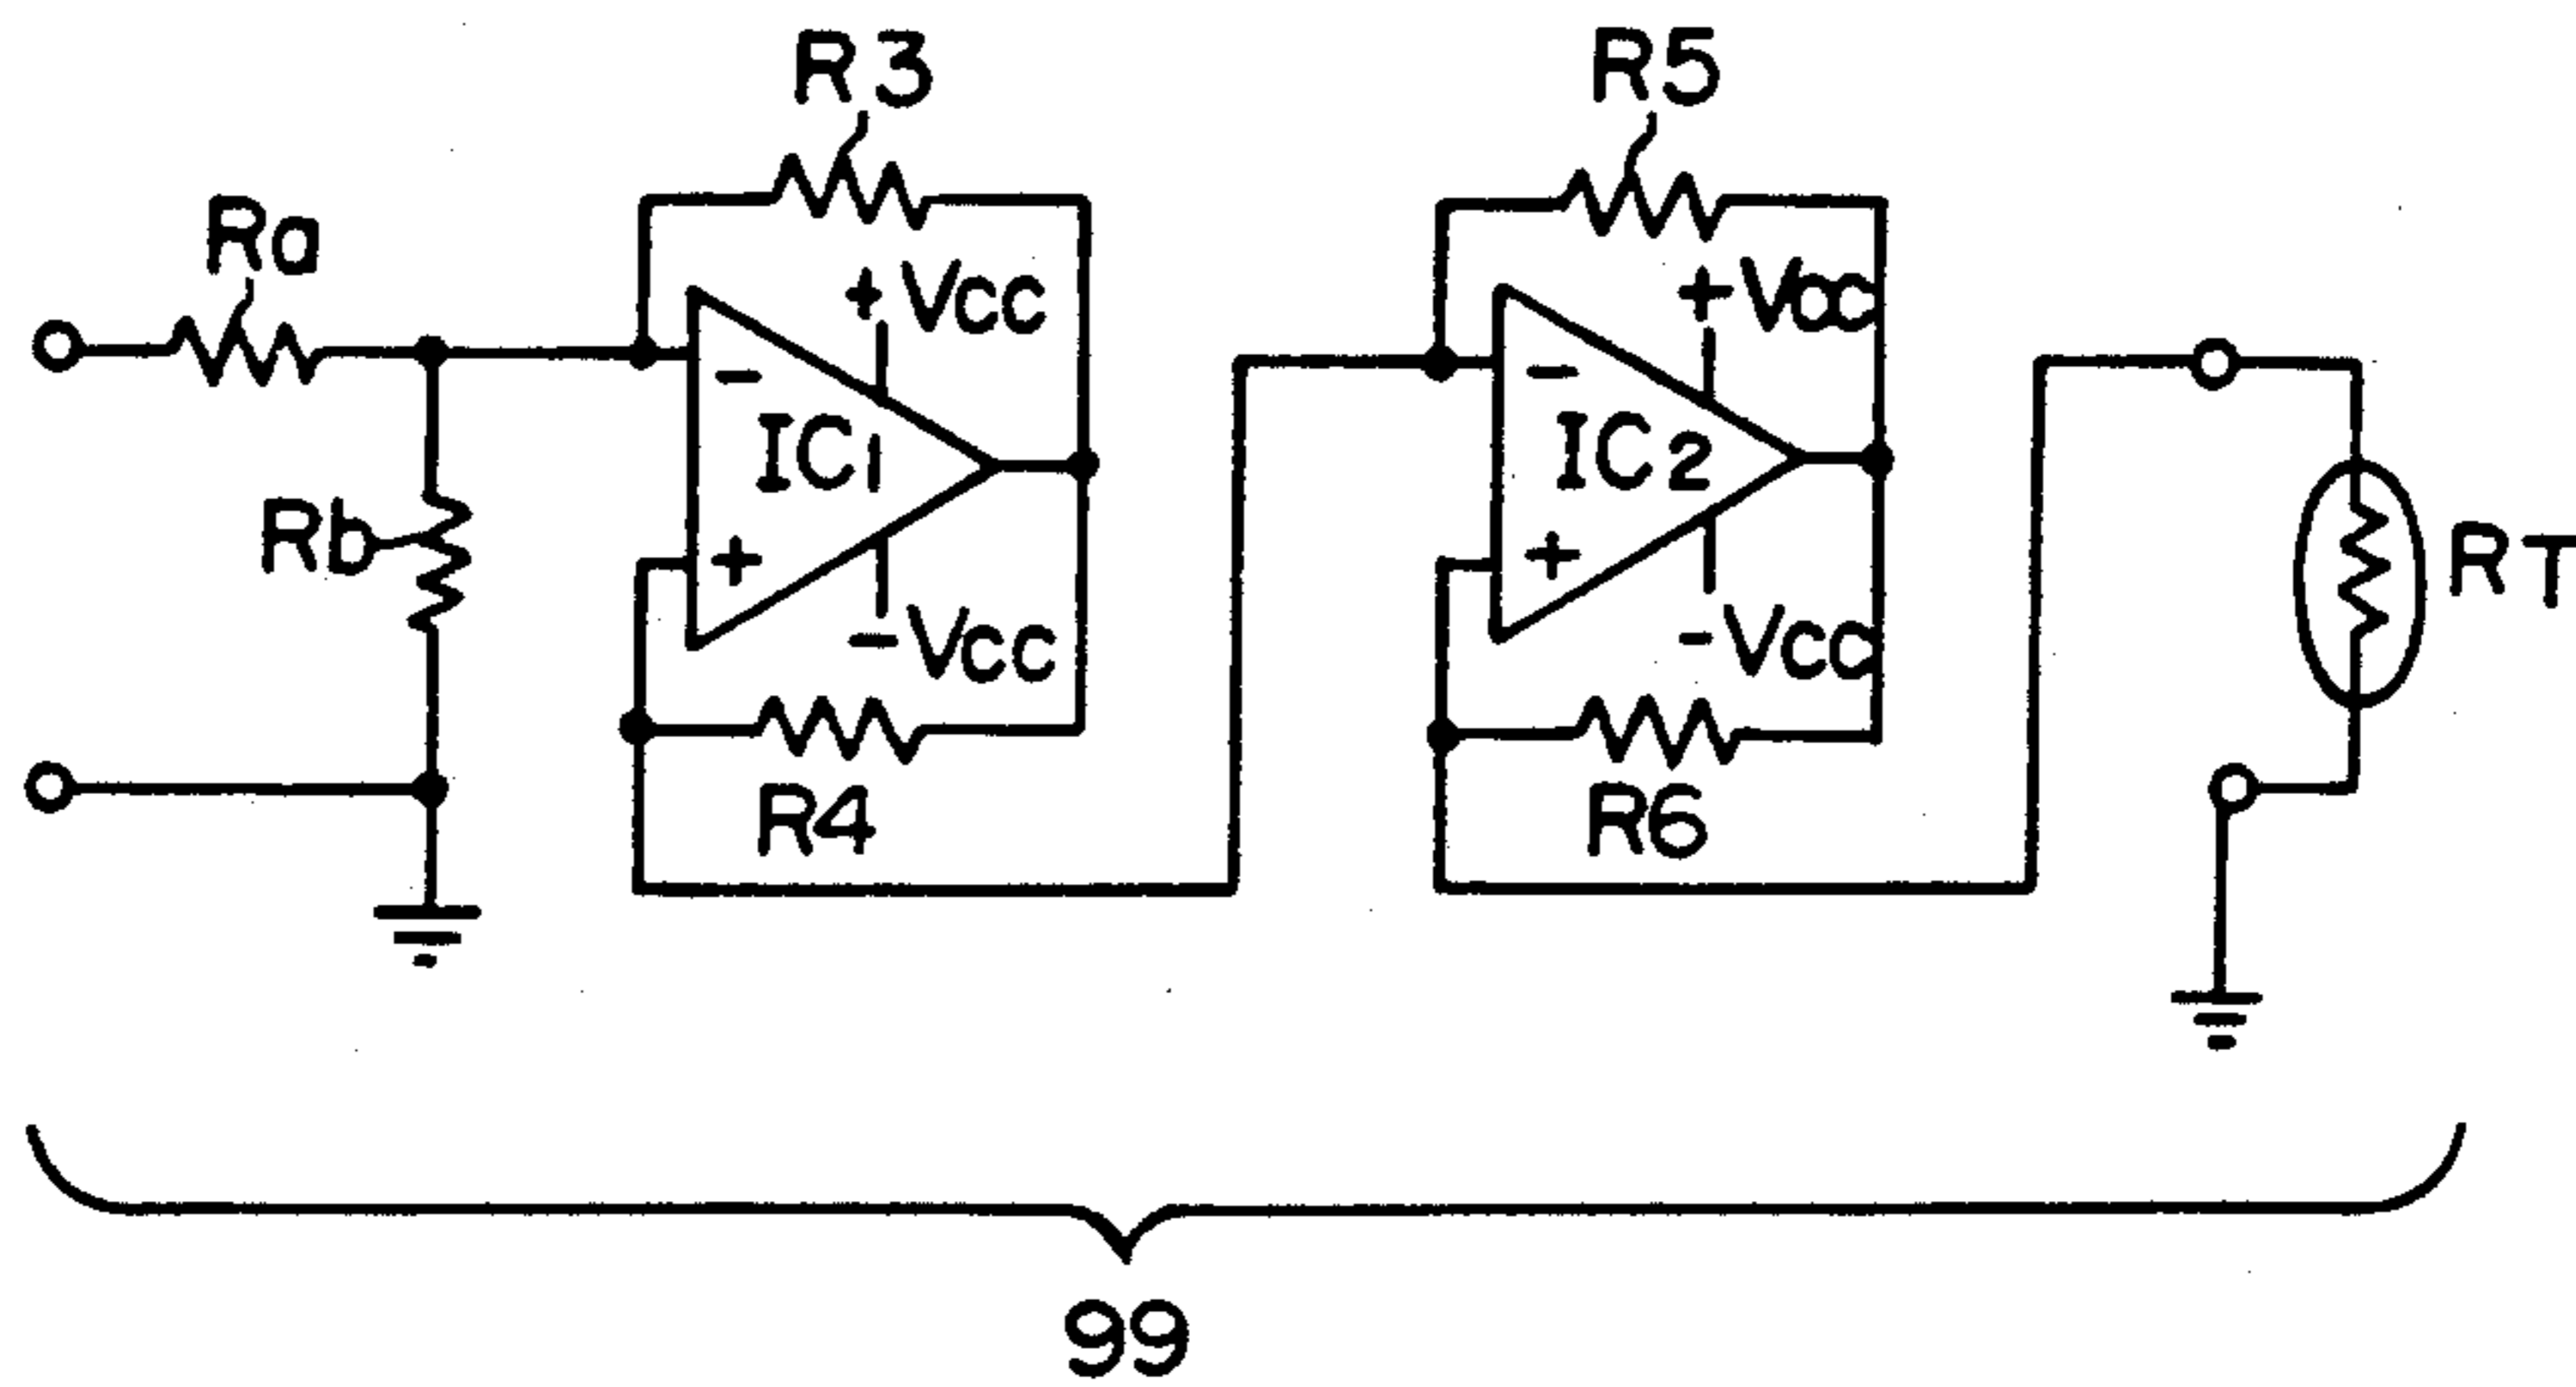 R3
R5
Ra
+Vcc
+Vcc
-
IC1
-
IC2
Rb
+
+
RT
-Vcc
-Vcc
R4
R6
99